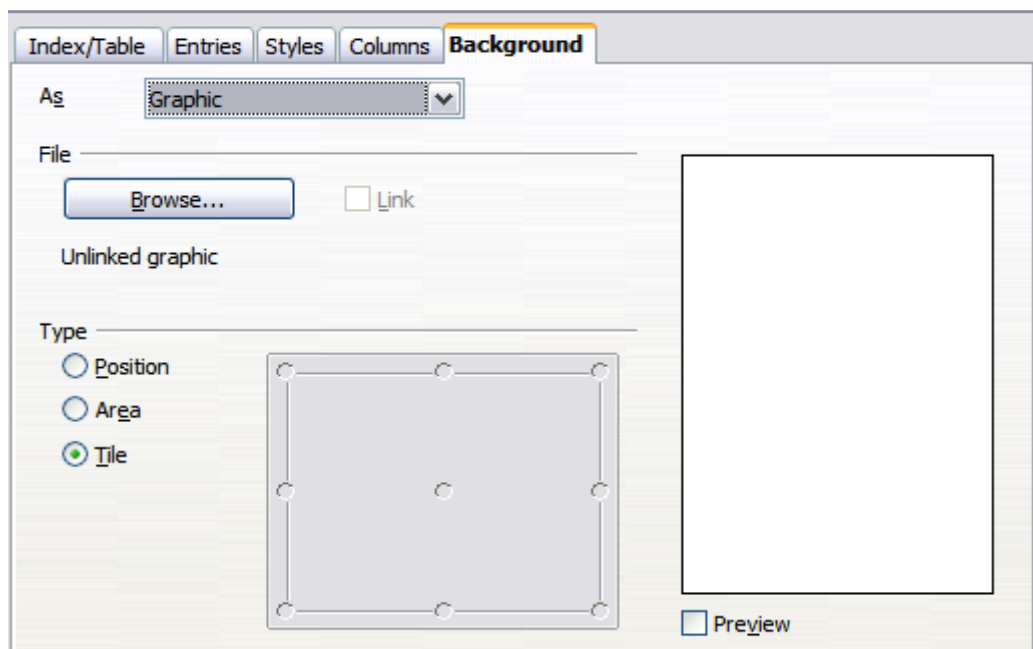 Index/Table Entries Styles Columns Background
As Graphic
File
Browse... Link
Unlinked graphic
Type
Position
Area
Tile
Preview